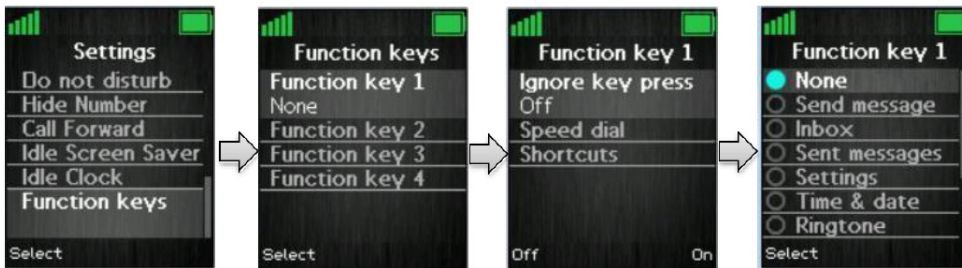 Settings
Do not disturb
Hide Number
Call Forward
Idle Screen Saver
Idle Clock
Function keys
Select
Function keys
Function key 1
None
Function key 2
Function key 3
Function key 4
Select
Function key 1
Ignore key press
Off
Speed dial
Shortcuts
Off On
Function key 1
None
Send message
Inbox
Sent messages
Settings
Time & date
Ringtone
Select